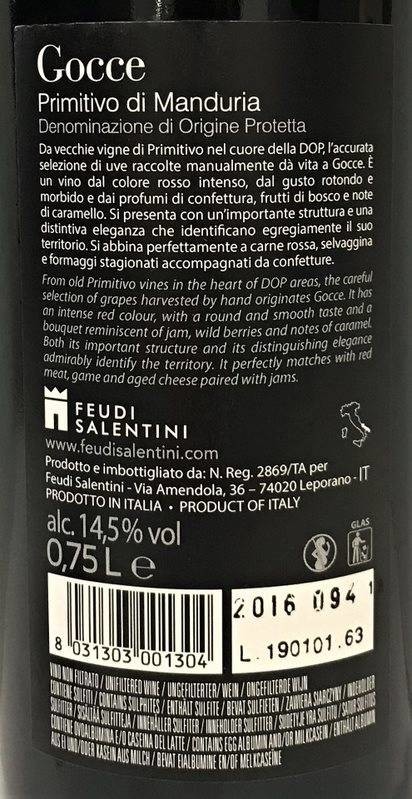 Gocce
Primitivo di Manduria
Denominazione di Origine Protetta
Da vecchie vigne di Primitivo nel cuore della DOP, l'accurata
selezione di uve raccolte manualmente dà vita a Gocce. È
un vino dal colore rosso intenso, dal gusto rotondo e
morbido e dai profumi di confettura, frutti di bosco e note
di caramello. Si presenta con un'importante struttura e una
distintiva eleganza che identificano egregiamente il suo
territorio. Si abbina perfettamente a carne rossa, selvaggina
e formaggi stagionati accompagnati da confetture.
From old Primitivo vines in the heart of DOP areas, the careful
selection of grapes harvested by hand originates Gocce. It has
an intense red colour, with a round and smooth taste and a
bouquet reminiscent of jam, wild berries and notes of caramel.
Both its important structure and its distinguishing elegance
admirably identify the territory. It perfectly matches with red
meat, game and aged cheese paired with jams.
FEUDI
SALENTINI
www.feudisalentini.com
Prodotto e imbottigliato da: N. Reg. 2869/TA per
Feudi Salentini - Via Amendola, 36 – 74020 Leporano - IT
PRODOTTO IN ITALIA • PRODUCT OF ITALY
alc. 14,5% vol
0,75 L e
GLAS
8 031303 001304
2016 094 1
L. 190101.63
VINO NON FILTRATO / UNFILTERED WINE / UNGEFILTERTER / WEIN / ONGEFILTERDE WIJN
CONTIENE SOLFITI / CONTAINS SULPHITES / ENTHÄLT SULFITE / BEVAT SULFIETEN / ZAWIERA SIARCZYNY / INEHOLDER
SULFITTER / SISÄLTÄÄ SULFIITTEJA / INNEHÅLLER SULFITER / INNEHOLDER SULFITTER
CONTIENE OVOALBUMINA E/O CASEINA DEL LATTE / CONTAINS EGG ALBUMIN AND/OR MILK CASEIN / ENTHÄLT ALBUMIN
AUS EI UND/ODER KASEIN AUS MILCH / BEVAT EIALBUMINE EN/OF MELKCASEÏNE